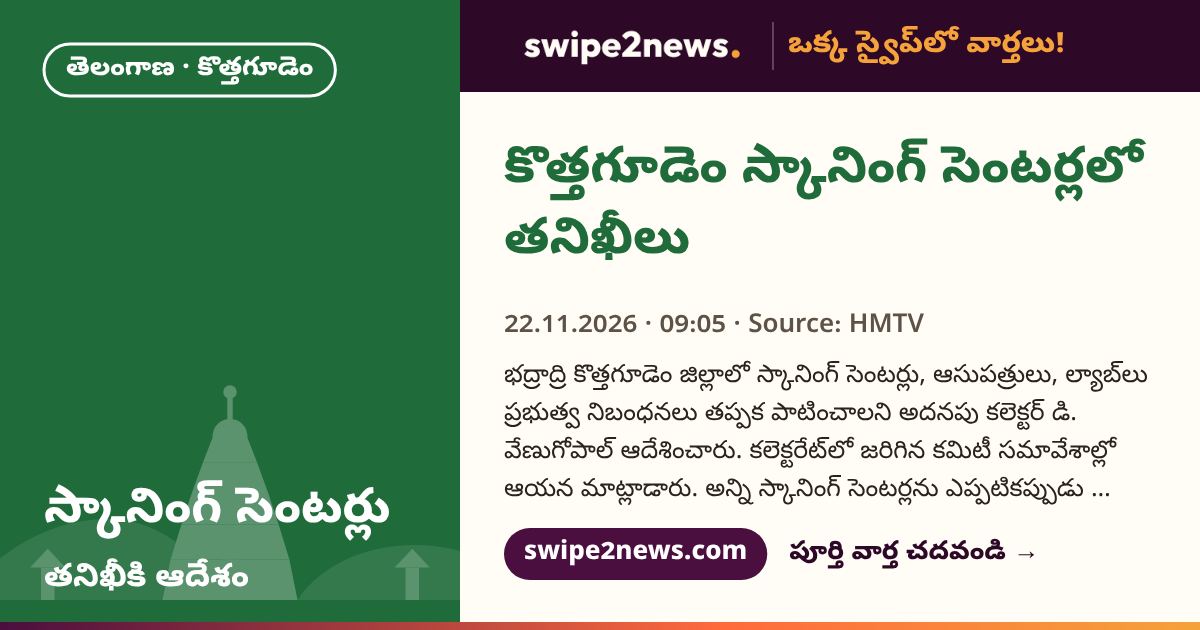 తెలంగాణ · కొత్తగూడెం
స్కానింగ్ సెంటర్లు
తనిఖీకి ఆదేశం
swipe2news.
ఒక్క స్వైప్‌లో వార్తలు!
కొత్తగూడెం స్కానింగ్ సెంటర్లలో
తనిఖీలు
22.11.2026 · 09:05 · Source: HMTV
భద్రాద్రి కొత్తగూడెం జిల్లాలో స్కానింగ్ సెంటర్లు, ఆసుపత్రులు, ల్యాబ్‌లు
ప్రభుత్వ నిబంధనలు తప్పక పాటించాలని అదనపు కలెక్టర్ డి.
వేణుగోపాల్ ఆదేశించారు. కలెక్టరేట్‌లో జరిగిన కమిటీ సమావేశాల్లో
ఆయన మాట్లాడారు. అన్ని స్కానింగ్ సెంటర్లను ఎప్పటికప్పుడు ...
swipe2news.com
పూర్తి వార్త చదవండి →